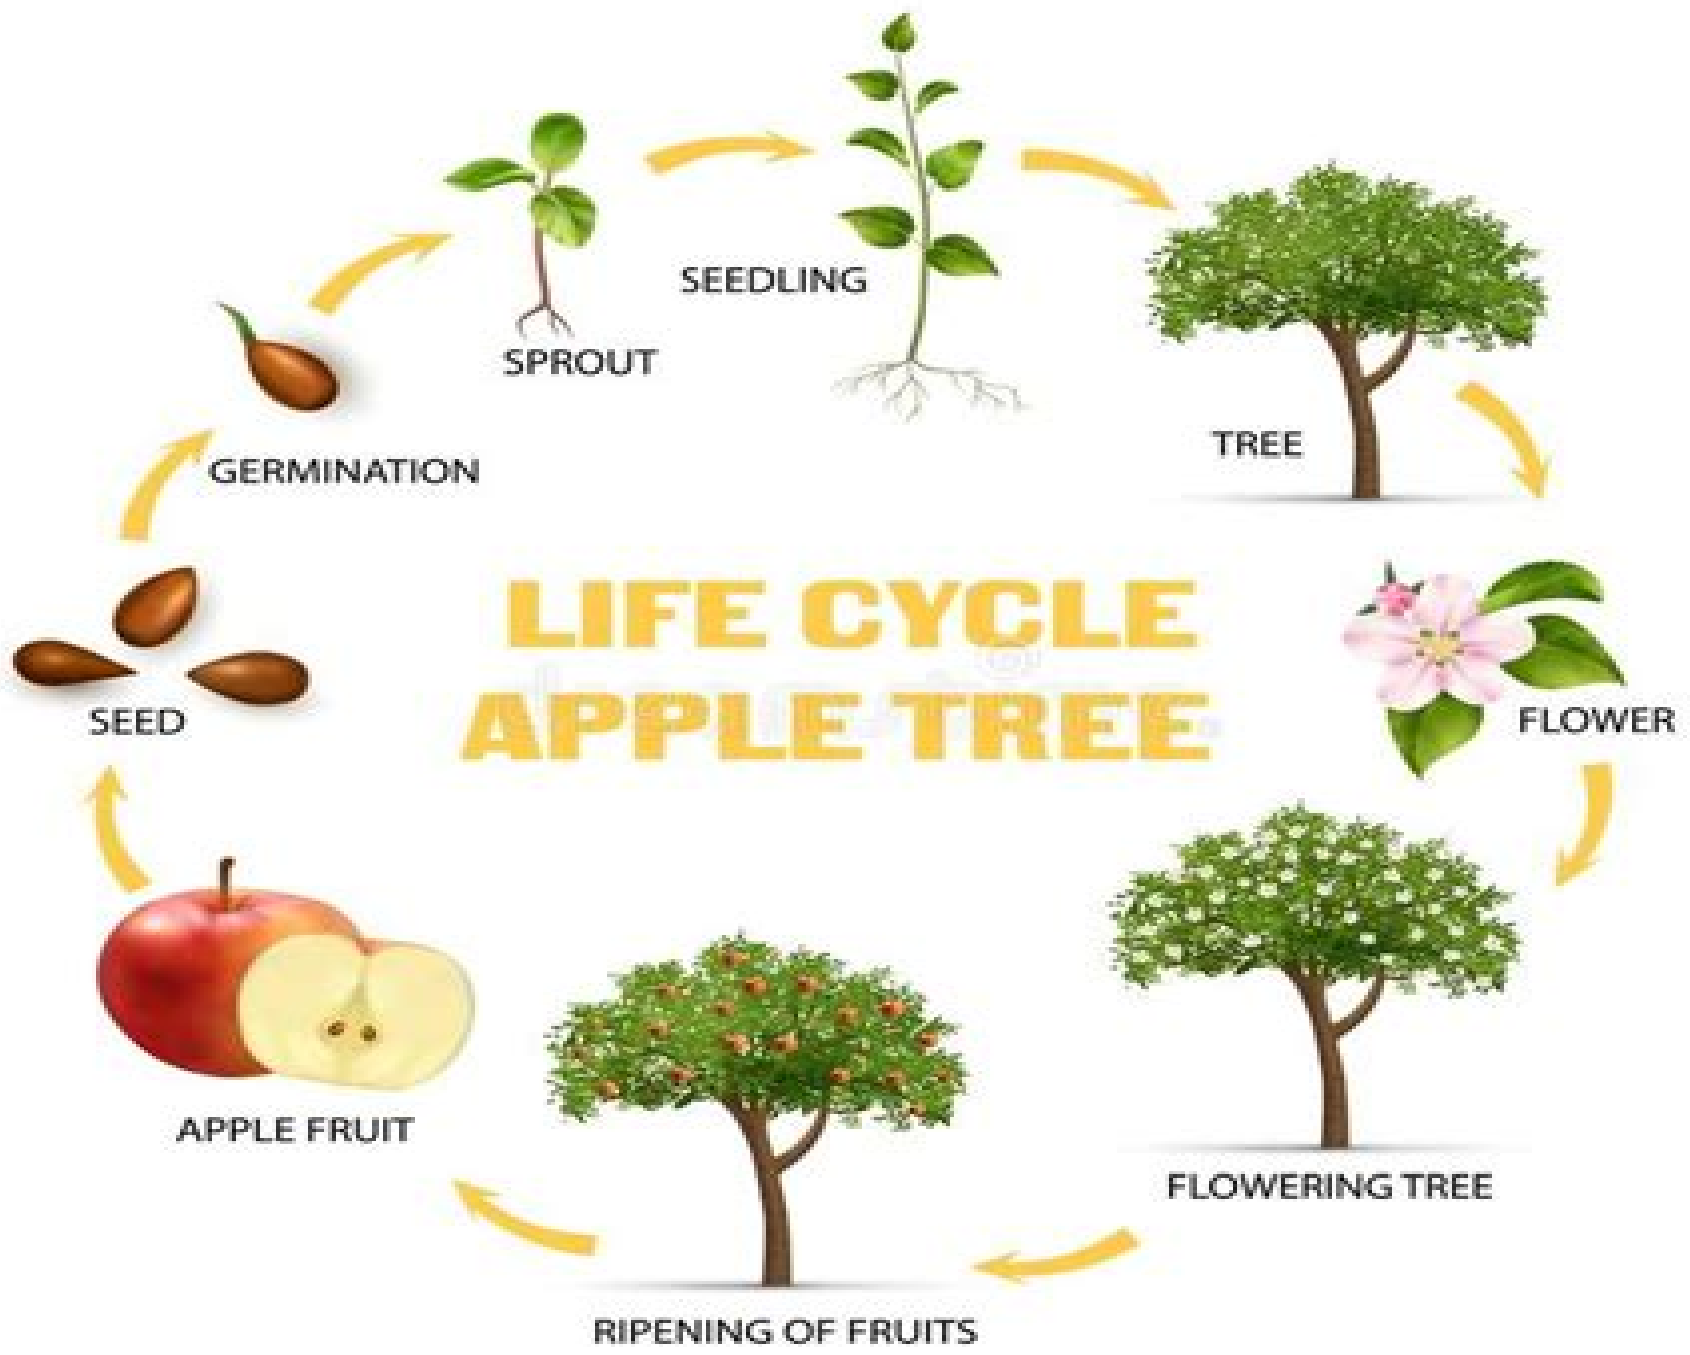 SEEDLING
SPROUT
TREE
GERMINATION
LIFE CYCLE
APPLE TREE
SEED
FLOWER
APPLE FRUIT
FLOWERING TREE
RIPENING OF FRUITS